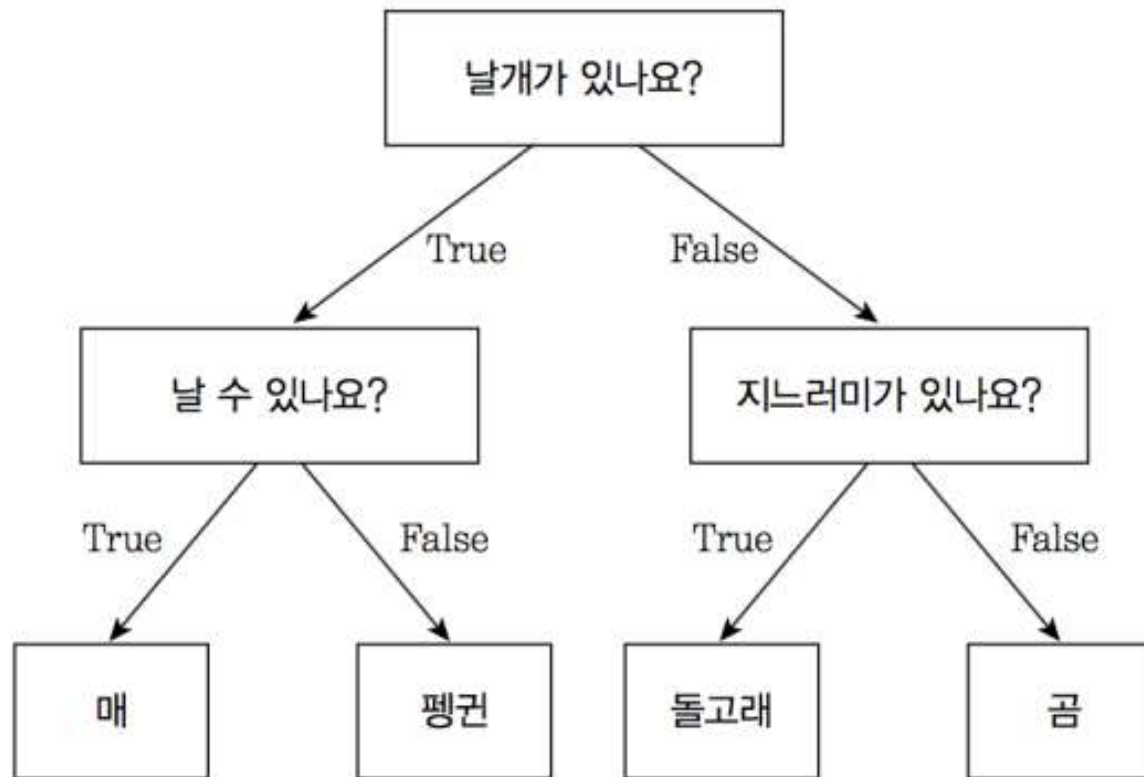 날개가 있나요?
True
False
날 수 있나요?
지느러미가 있나요?
True
False
True
False
매
펭귄
돌고래
곰